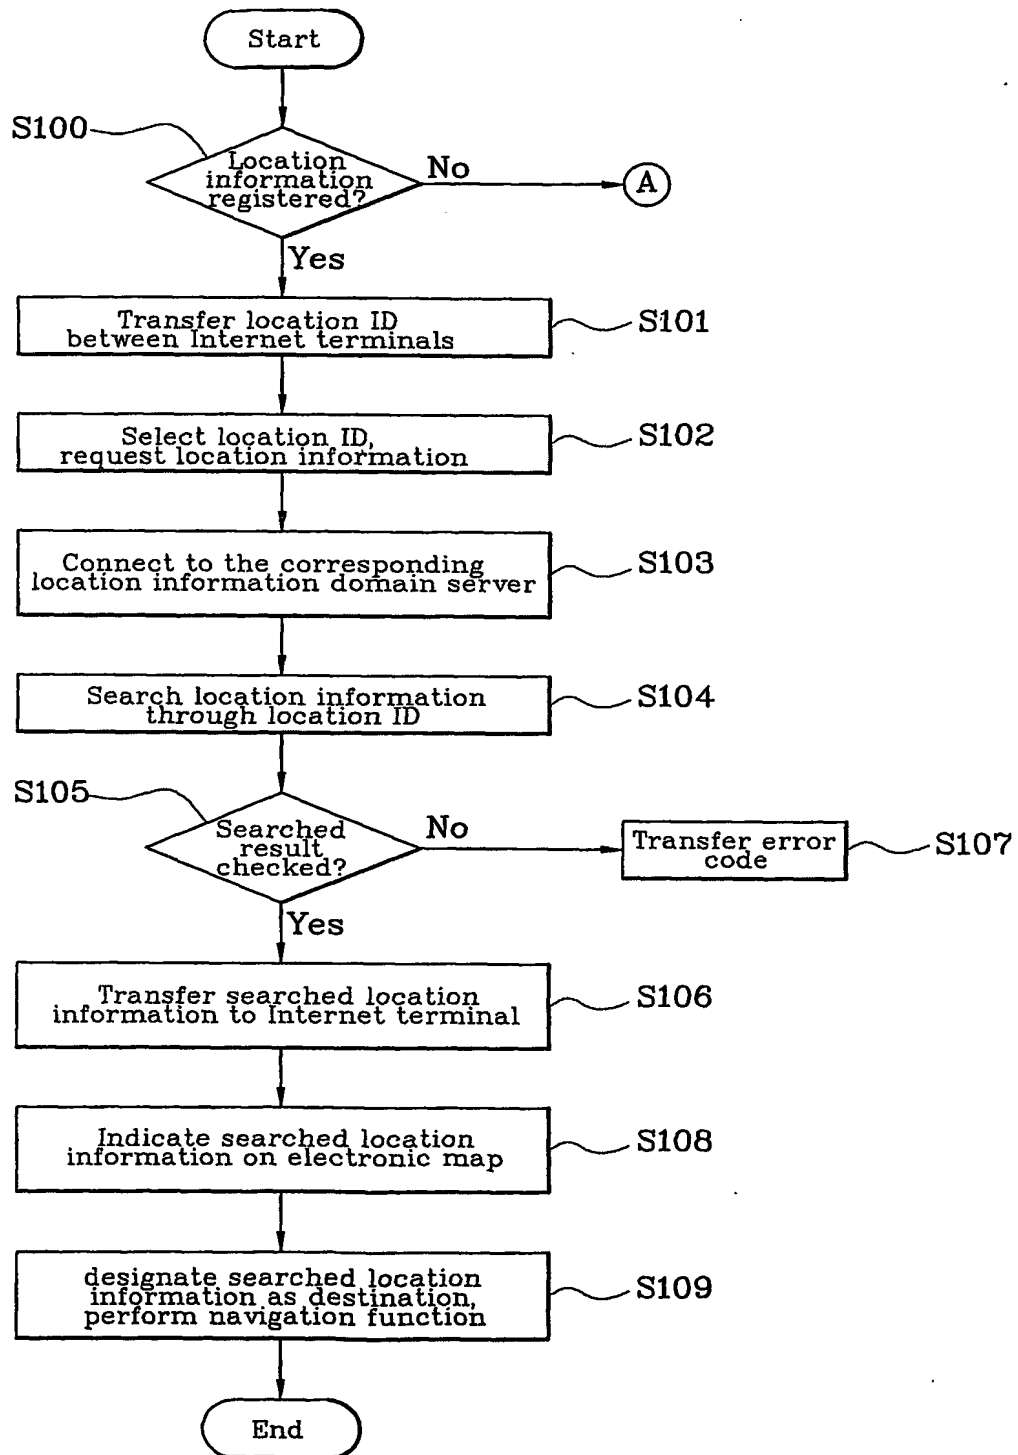 Start
S100
Location
information
registered?
No
A
Yes
Transfer location ID
between Internet terminals
S101
Select location ID,
request location information
S102
Connect to the corresponding
location information domain server
S103
Search location information
through location ID
S104
S105
Searched
result
checked?
No
Transfer error
code
S107
Yes
Transfer searched location
information to Internet terminal
S106
Indicate searched location
information on electronic map
S108
designate searched location
information as destination,
perform navigation function
S109
End